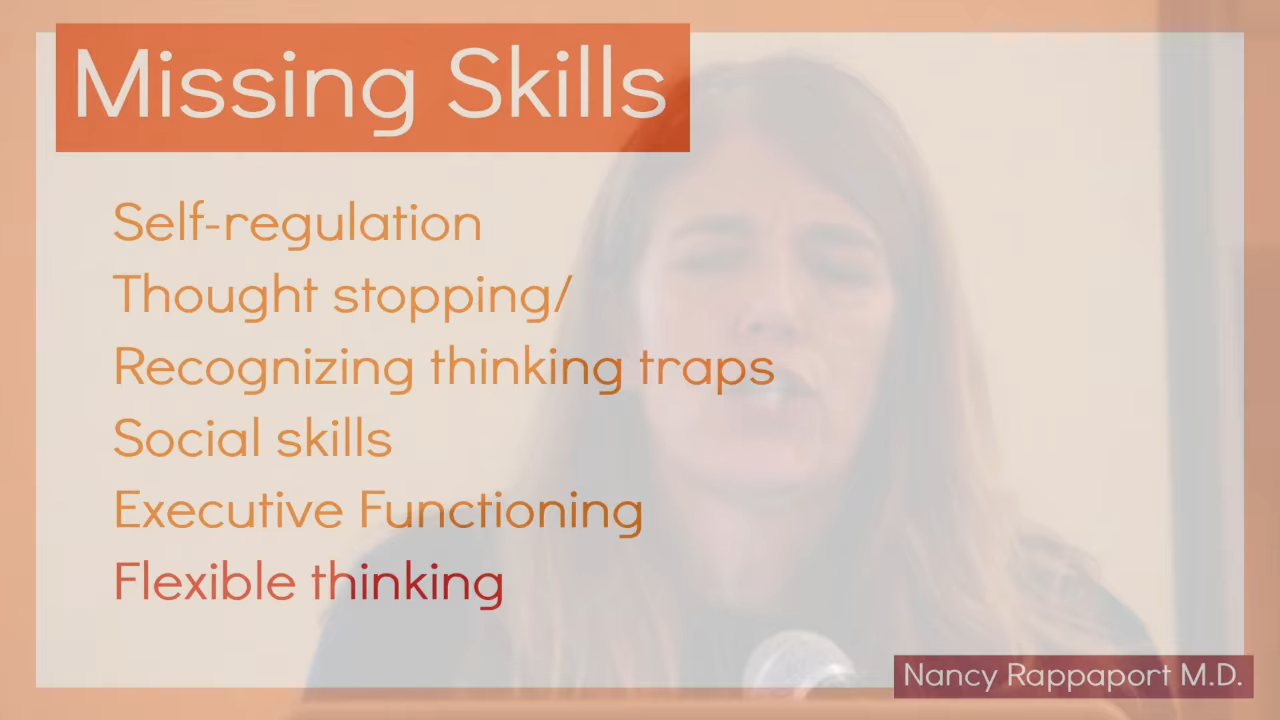 Missing Skills
Self-regulation
Thought stopping/
Recognizing thinking traps
Social skills
Executive Functioning
Flexible thinking
Nancy Rappaport M.D.